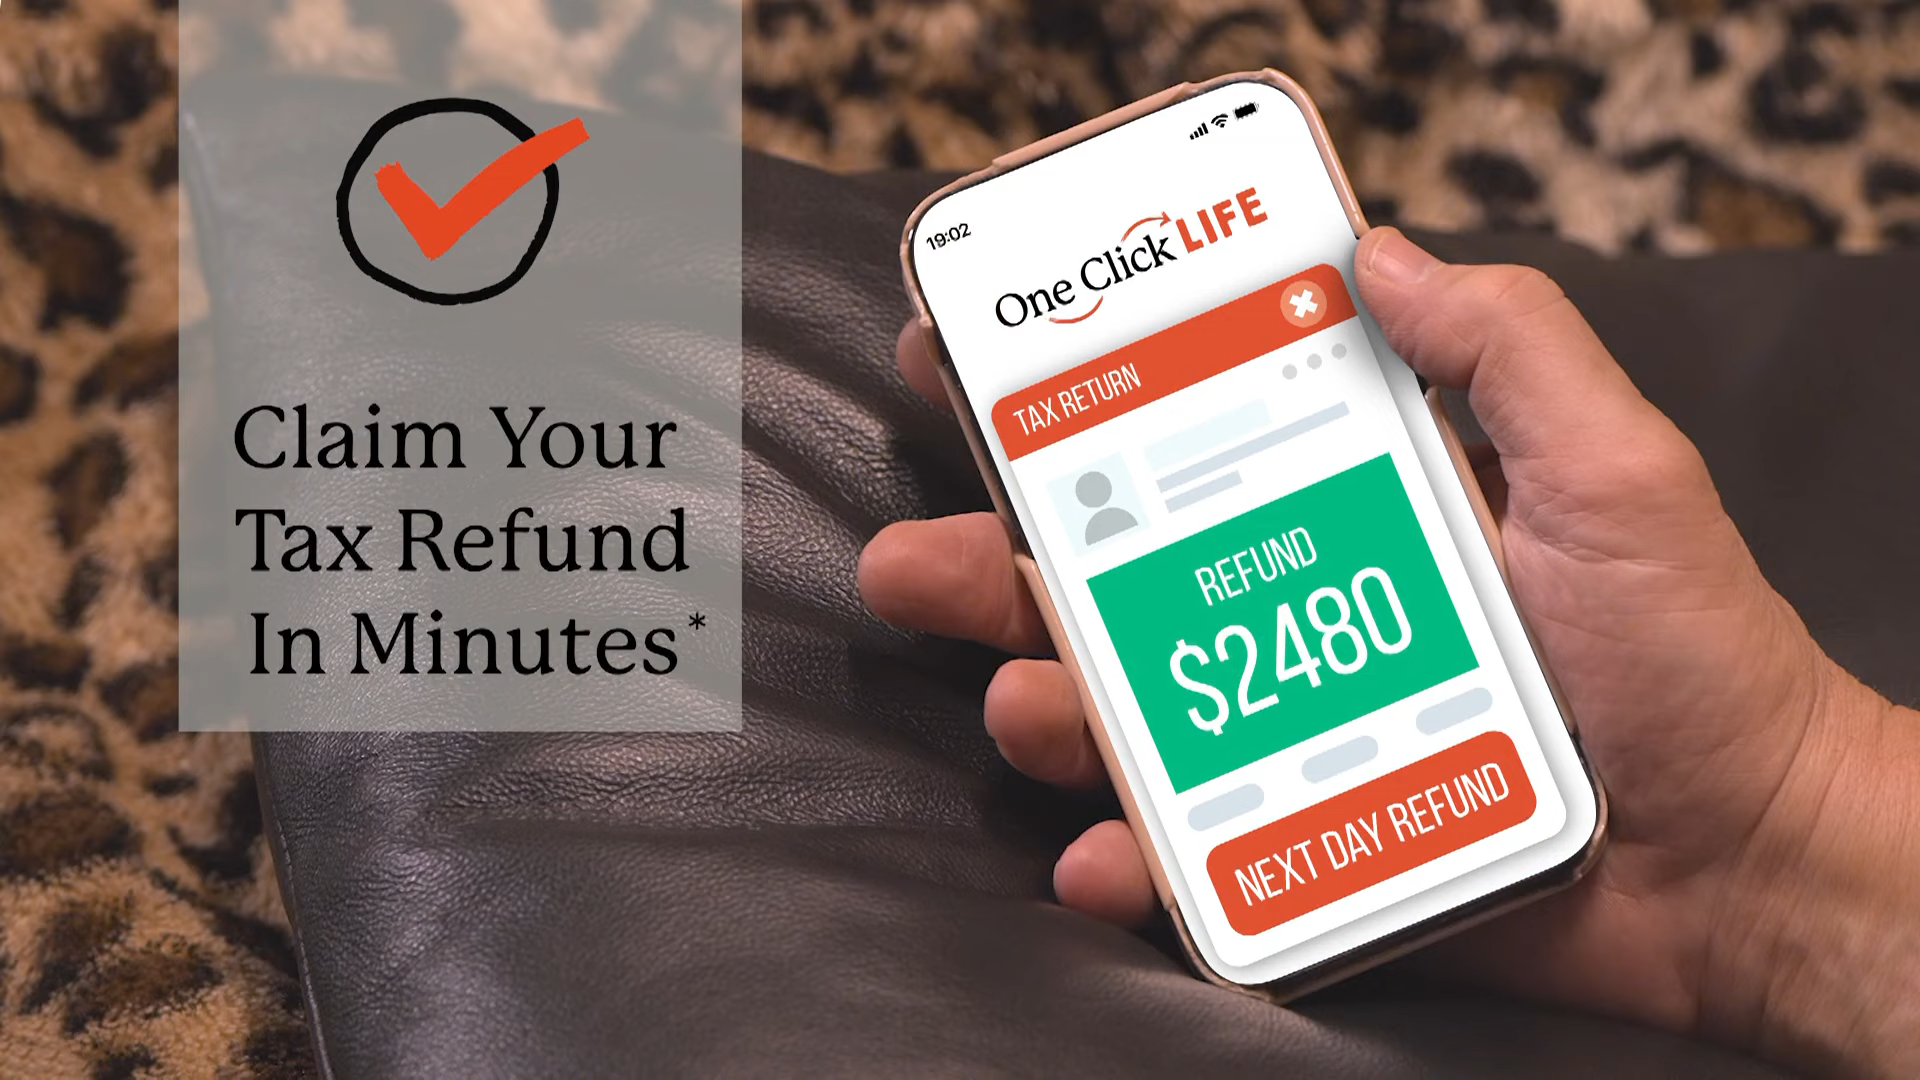 Claim Your
Tax Refund
In Minutes*
19:02
One Click LIFE
TAX RETURN
REFUND
$2480
NEXT DAY REFUND